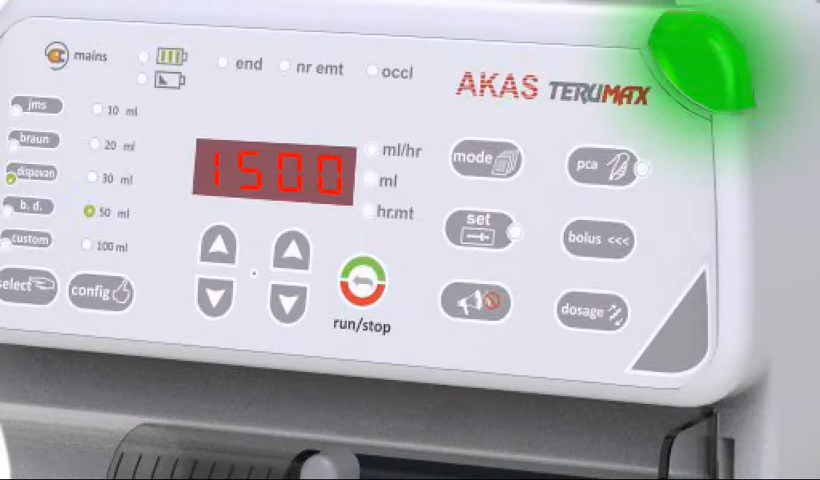 mains
end
nr emt
occl
AKAS TERUMAX
jms
10 ml
braun
20 ml
dispovan
30 ml
b. d.
50 ml
custom
100 ml
select
config
1500
ml/hr
ml
hr.mt
run/stop
mode
pca
set
bolus <<<
dosage